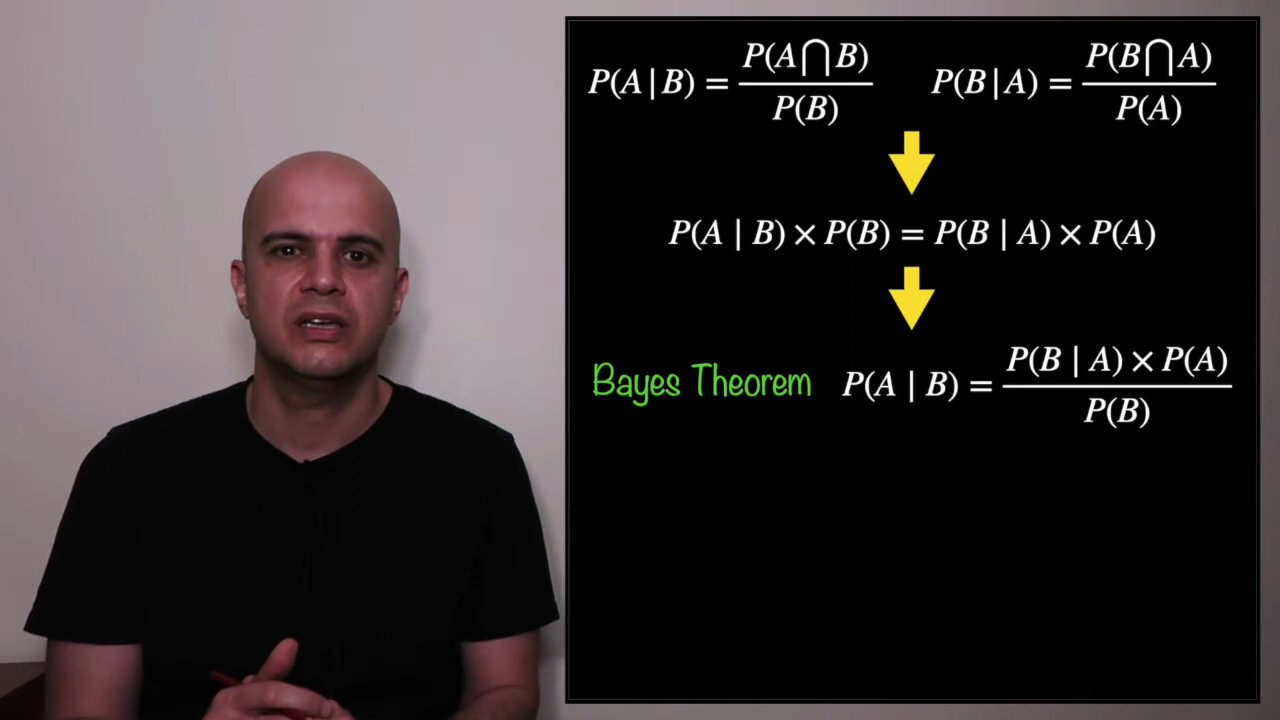 P(A|B) = P(A⋂B) / P(B)    P(B|A) = P(B⋂A) / P(A)
P(A | B) × P(B) = P(B | A) × P(A)
Bayes Theorem    P(A | B) = P(B | A) × P(A) / P(B)